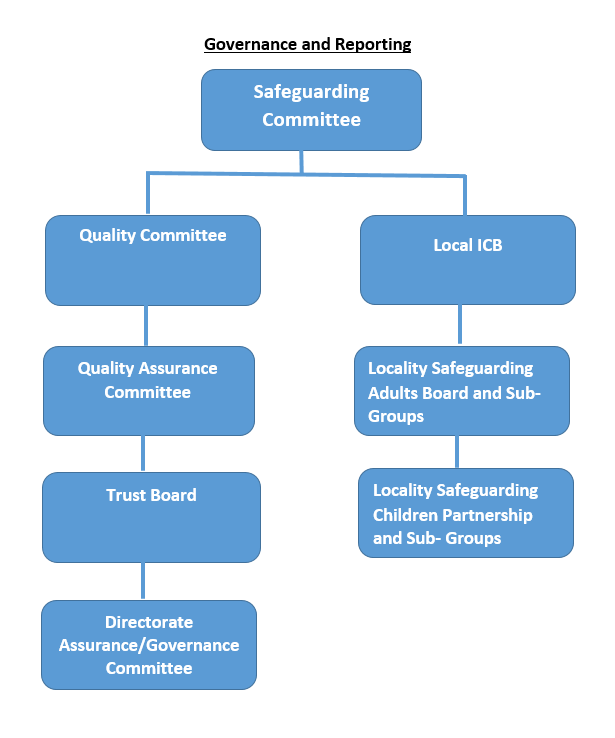 Governance and Reporting
Safeguarding
Committee
Quality Committee
Local ICB
Quality Assurance
Committee
Locality Safeguarding
Adults Board and Sub-
Groups
Trust Board
Locality Safeguarding
Children Partnership
and Sub- Groups
Directorate
Assurance/Governance
Committee